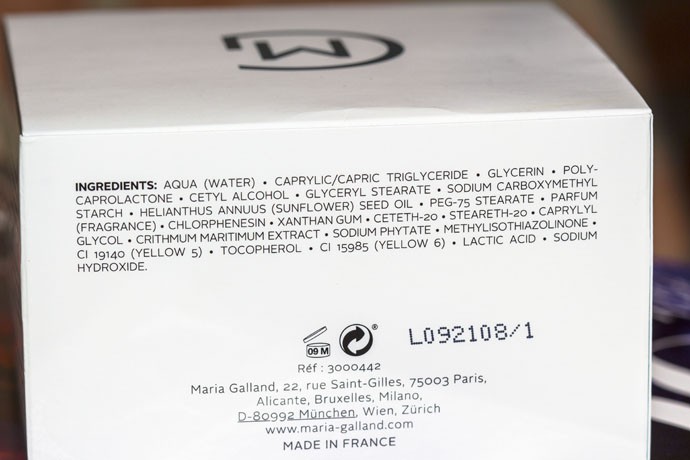 INGREDIENTS: AQUA (WATER) • CAPRYLIC/CAPRIC TRIGLYCERIDE • GLYCERIN • POLY-
CAPROLACTONE • CETYL ALCOHOL • GLYCERYL STEARATE • SODIUM CARBOXYMETHYL
STARCH • HELIANTHUS ANNUUS (SUNFLOWER) SEED OIL • PEG-75 STEARATE • PARFUM
(FRAGRANCE) • CHLORPHENESIN • XANTHAN GUM • CETETH-20 • STEARETH-20 • CAPRYLYL
GLYCOL • CRITHMUM MARITIMUM EXTRACT • SODIUM PHYTATE • METHYLISOTHIAZOLINONE •
CI 19140 (YELLOW 5) • TOCOPHEROL • CI 15985 (YELLOW 6) • LACTIC ACID • SODIUM
HYDROXIDE.
09 M
® L092108/1
Réf : 3000442
Maria Galland, 22, rue Saint-Gilles, 75003 Paris,
Alicante, Bruxelles, Milano,
D-80992 München, Wien, Zürich
www.maria-galland.com
MADE IN FRANCE